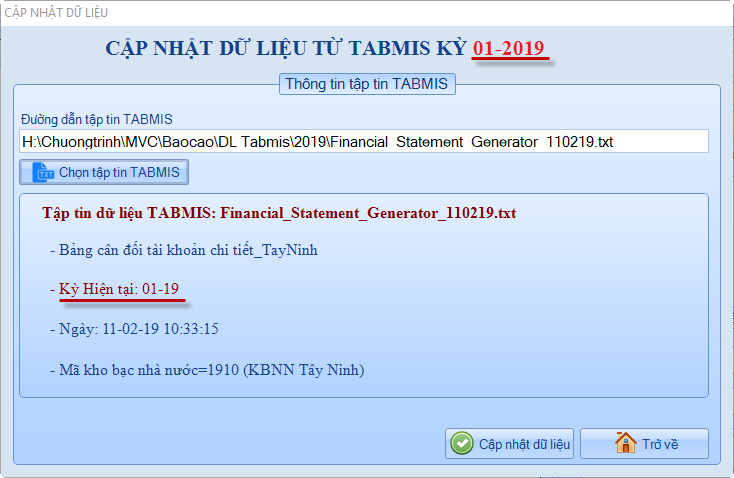 CẬP NHẬT DỮ LIỆU
CẬP NHẬT DỮ LIỆU TỪ TABMIS KỲ 01-2019
Thông tin tập tin TABMIS
Đường dẫn tập tin TABMIS
H:\Chuongtrinh\MVC\Baocao\DL Tabmis\2019\Financial_Statement_Generator_110219.txt
TXT
Chọn tập tin TABMIS
Tập tin dữ liệu TABMIS: Financial_Statement_Generator_110219.txt
- Bảng cân đối tài khoản chi tiết_TayNinh
- Kỳ Hiện tại: 01-19
- Ngày: 11-02-19 10:33:15
- Mã kho bạc nhà nước=1910 (KBNN Tây Ninh)
Cập nhật dữ liệu
Trở về